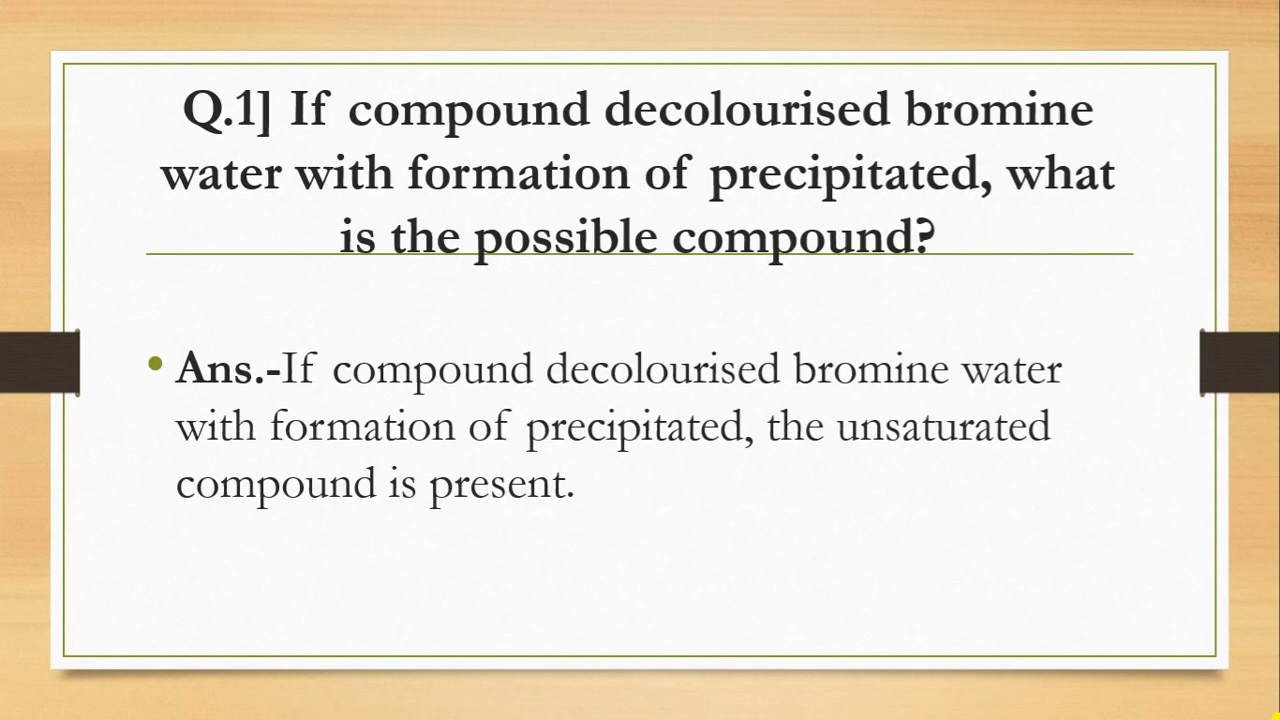 Q.1] If compound decolourised bromine
water with formation of precipitated, what
is the possible compound?
• Ans.-If compound decolourised bromine water
with formation of precipitated, the unsaturated
compound is present.